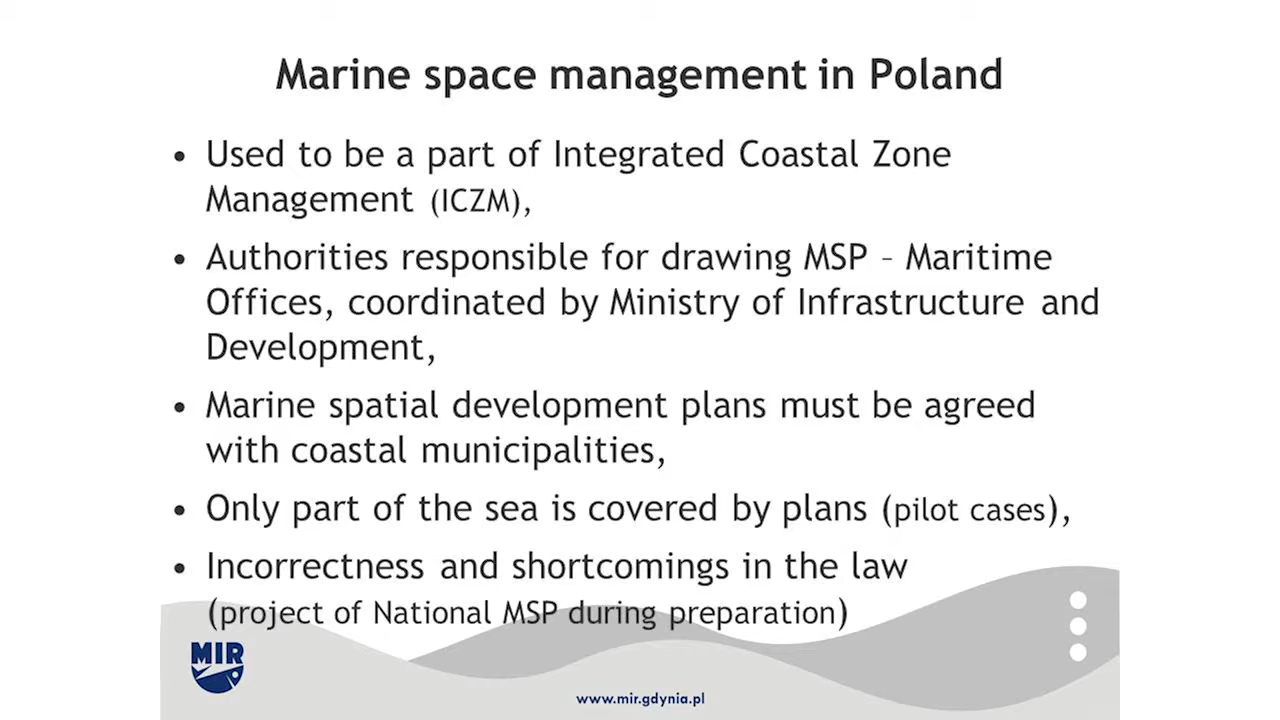 Marine space management in Poland
• Used to be a part of Integrated Coastal Zone
Management (ICZM),
• Authorities responsible for drawing MSP – Maritime
Offices, coordinated by Ministry of Infrastructure and
Development,
• Marine spatial development plans must be agreed
with coastal municipalities,
• Only part of the sea is covered by plans (pilot cases),
• Incorrectness and shortcomings in the law
(project of National MSP during preparation)
MIR
www.mir.gdynia.pl